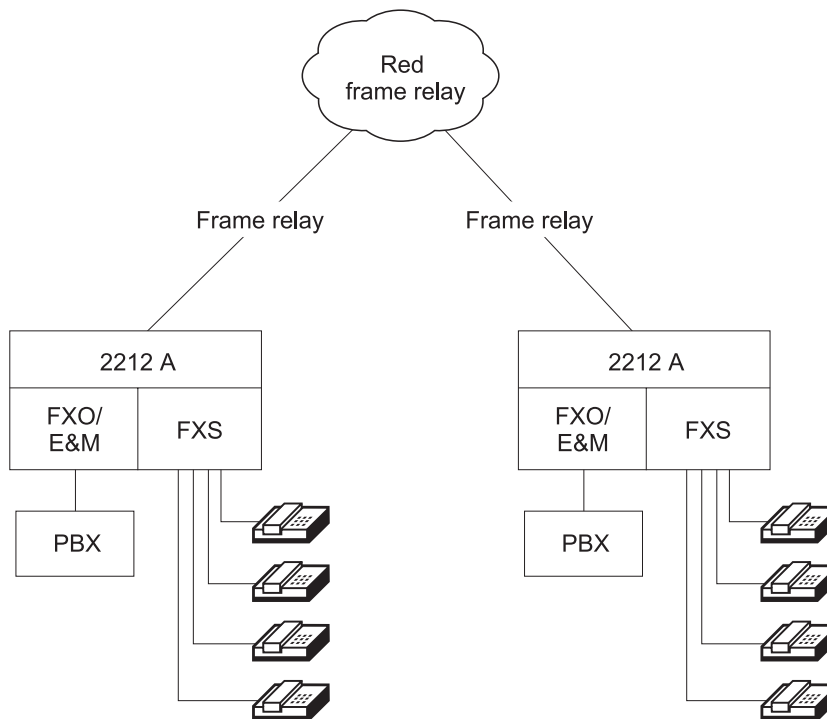 Red
frame relay
Frame relay
Frame relay
2212 A
FXO/
E&M
FXS
PBX
2212 A
FXO/
E&M
FXS
PBX